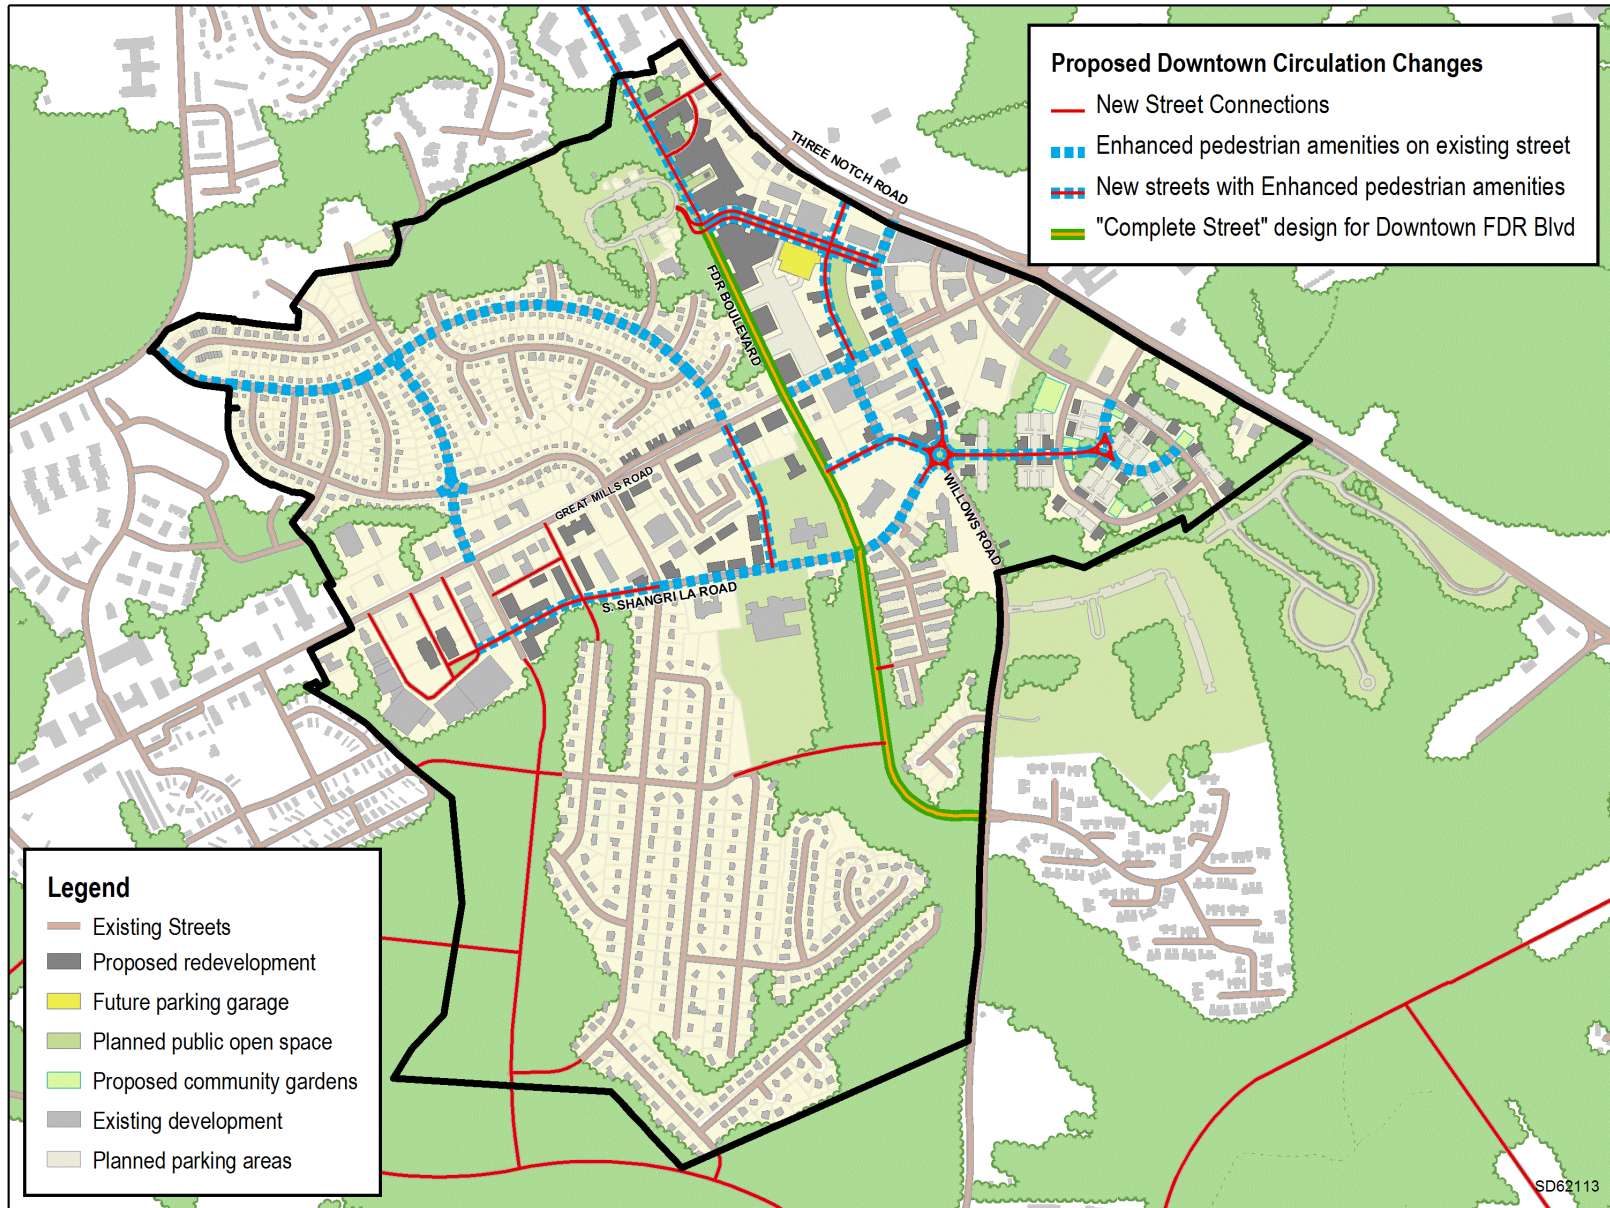 Proposed Downtown Circulation Changes
New Street Connections
Enhanced pedestrian amenities on existing street
New streets with Enhanced pedestrian amenities
"Complete Street" design for Downtown FDR Blvd
THREE NOTCH ROAD
FDR BOULEVARD
GREAT MILLS ROAD
WILLOWS ROAD
S. SHANGRI LA ROAD
Legend
Existing Streets
Proposed redevelopment
Future parking garage
Planned public open space
Proposed community gardens
Existing development
Planned parking areas
SD62113